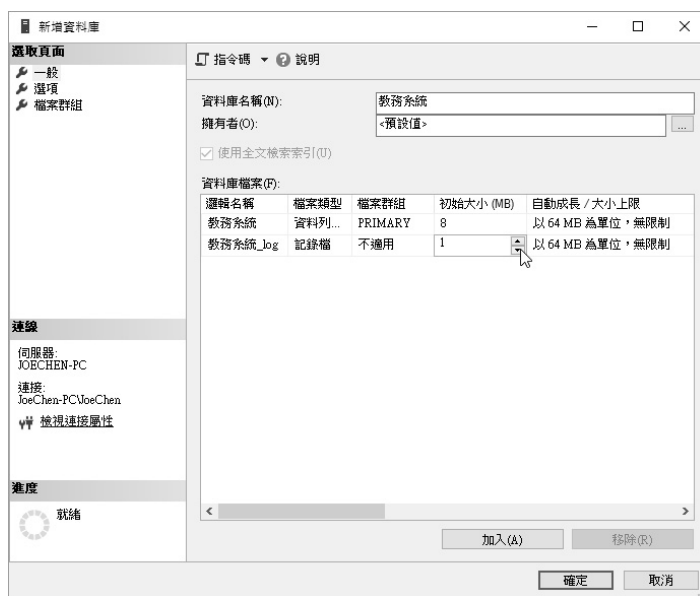 新增資料庫
選取頁面
一般
選項
檔案群組
指令碼 說明
資料庫名稱(N): 教務系統
擁有者(O): <預設值> ...
使用全文檢索索引(U)
資料庫檔案(F):
邏輯名稱 檔案類型 檔案群組 初始大小 (MB) 自動成長 / 大小上限
教務系統 資料列... PRIMARY 8 以 64 MB 為單位，無限制
教務系統_log 記錄檔 不適用 1 以 64 MB 為單位，無限制
連線
伺服器:
JOECHEN-PC
連接:
JoeChen-PC\JoeChen
檢視連接屬性
進度
就緒
加入(A) 移除(R)
確定 取消